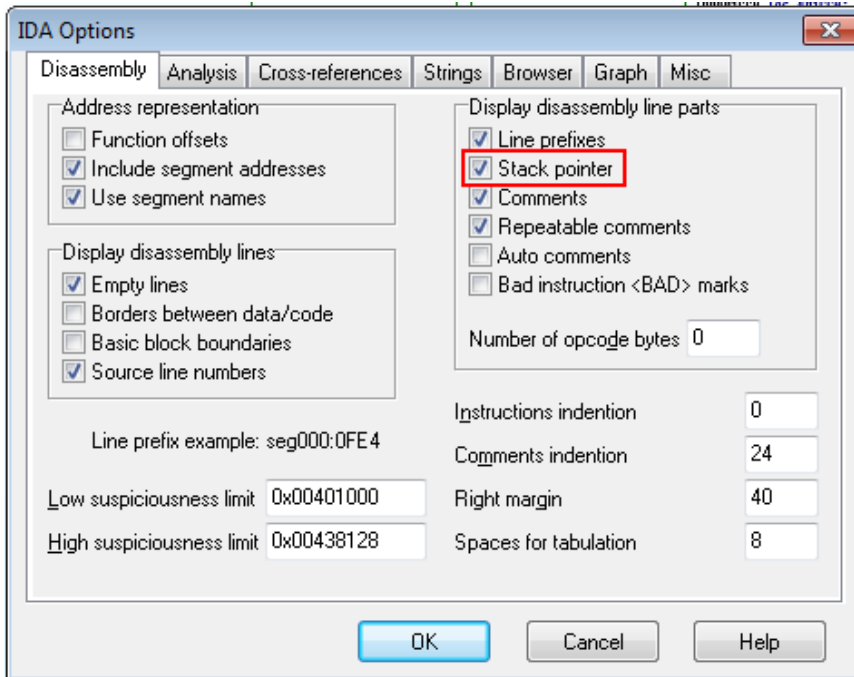 IDA Options
Disassembly Analysis Cross-references Strings Browser Graph Misc
Address representation
Function offsets
Include segment addresses
Use segment names
Display disassembly lines
Empty lines
Borders between data/code
Basic block boundaries
Source line numbers
Line prefix example: seg000:0FE4
Low suspiciousness limit 0x00401000
High suspiciousness limit 0x00438128
Display disassembly line parts
Line prefixes
Stack pointer
Comments
Repeatable comments
Auto comments
Bad instruction <BAD> marks
Number of opcode bytes 0
Instructions indention 0
Comments indention 24
Right margin 40
Spaces for tabulation 8
OK Cancel Help